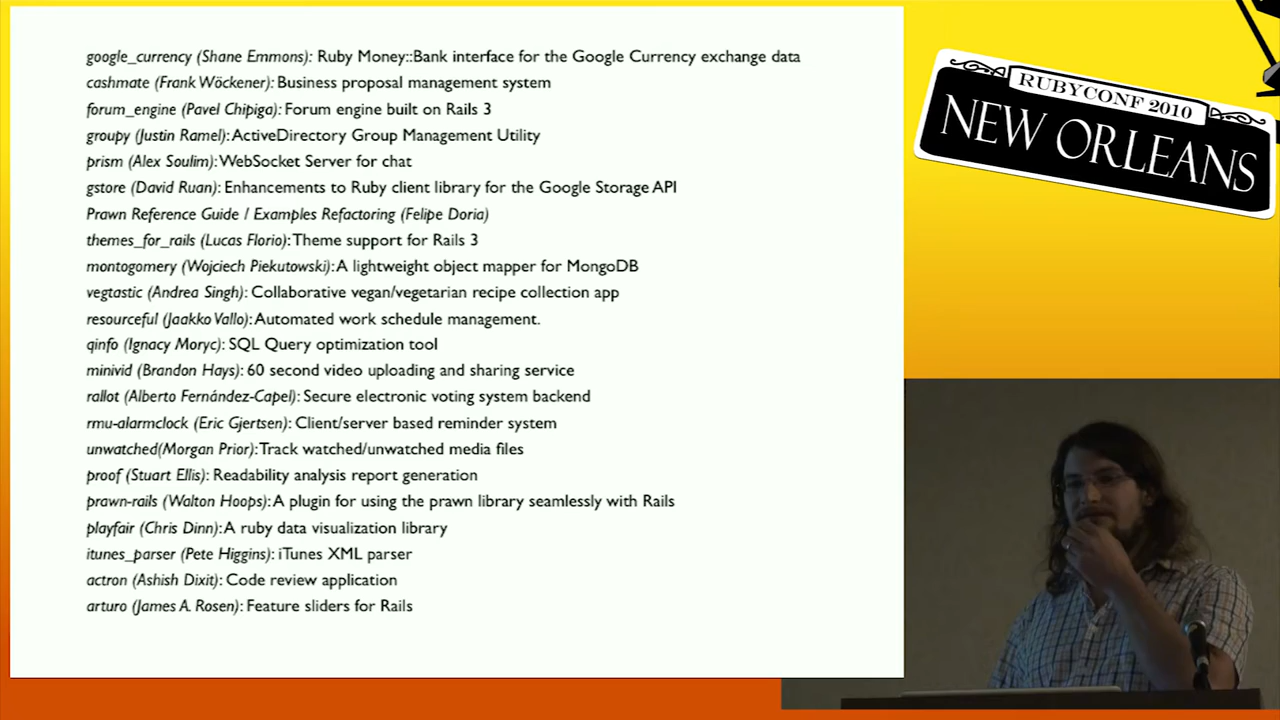 google_currency (Shane Emmons): Ruby Money::Bank interface for the Google Currency exchange data
cashmate (Frank Wöckener): Business proposal management system
forum_engine (Pavel Chipiga): Forum engine built on Rails 3
groupy (Justin Ramel): ActiveDirectory Group Management Utility
prism (Alex Soulim): WebSocket Server for chat
gstore (David Ruan): Enhancements to Ruby client library for the Google Storage API
Prawn Reference Guide / Examples Refactoring (Felipe Doria)
themes_for_rails (Lucas Florio): Theme support for Rails 3
montogomery (Wojciech Piekutowski): A lightweight object mapper for MongoDB
vegtastic (Andrea Singh): Collaborative vegan/vegetarian recipe collection app
resourceful (Jaakko Vallo): Automated work schedule management.
qinfo (Ignacy Moryc): SQL Query optimization tool
minivid (Brandon Hays): 60 second video uploading and sharing service
rallot (Alberto Fernández-Capel): Secure electronic voting system backend
rmu-alarmclock (Eric Gjertsen): Client/server based reminder system
unwatched(Morgan Prior): Track watched/unwatched media files
proof (Stuart Ellis): Readability analysis report generation
prawn-rails (Walton Hoops): A plugin for using the prawn library seamlessly with Rails
playfair (Chris Dinn): A ruby data visualization library
itunes_parser (Pete Higgins): iTunes XML parser
actron (Ashish Dixit): Code review application
arturo (James A. Rosen): Feature sliders for Rails
RUBYCONF 2010
NEW ORLEANS